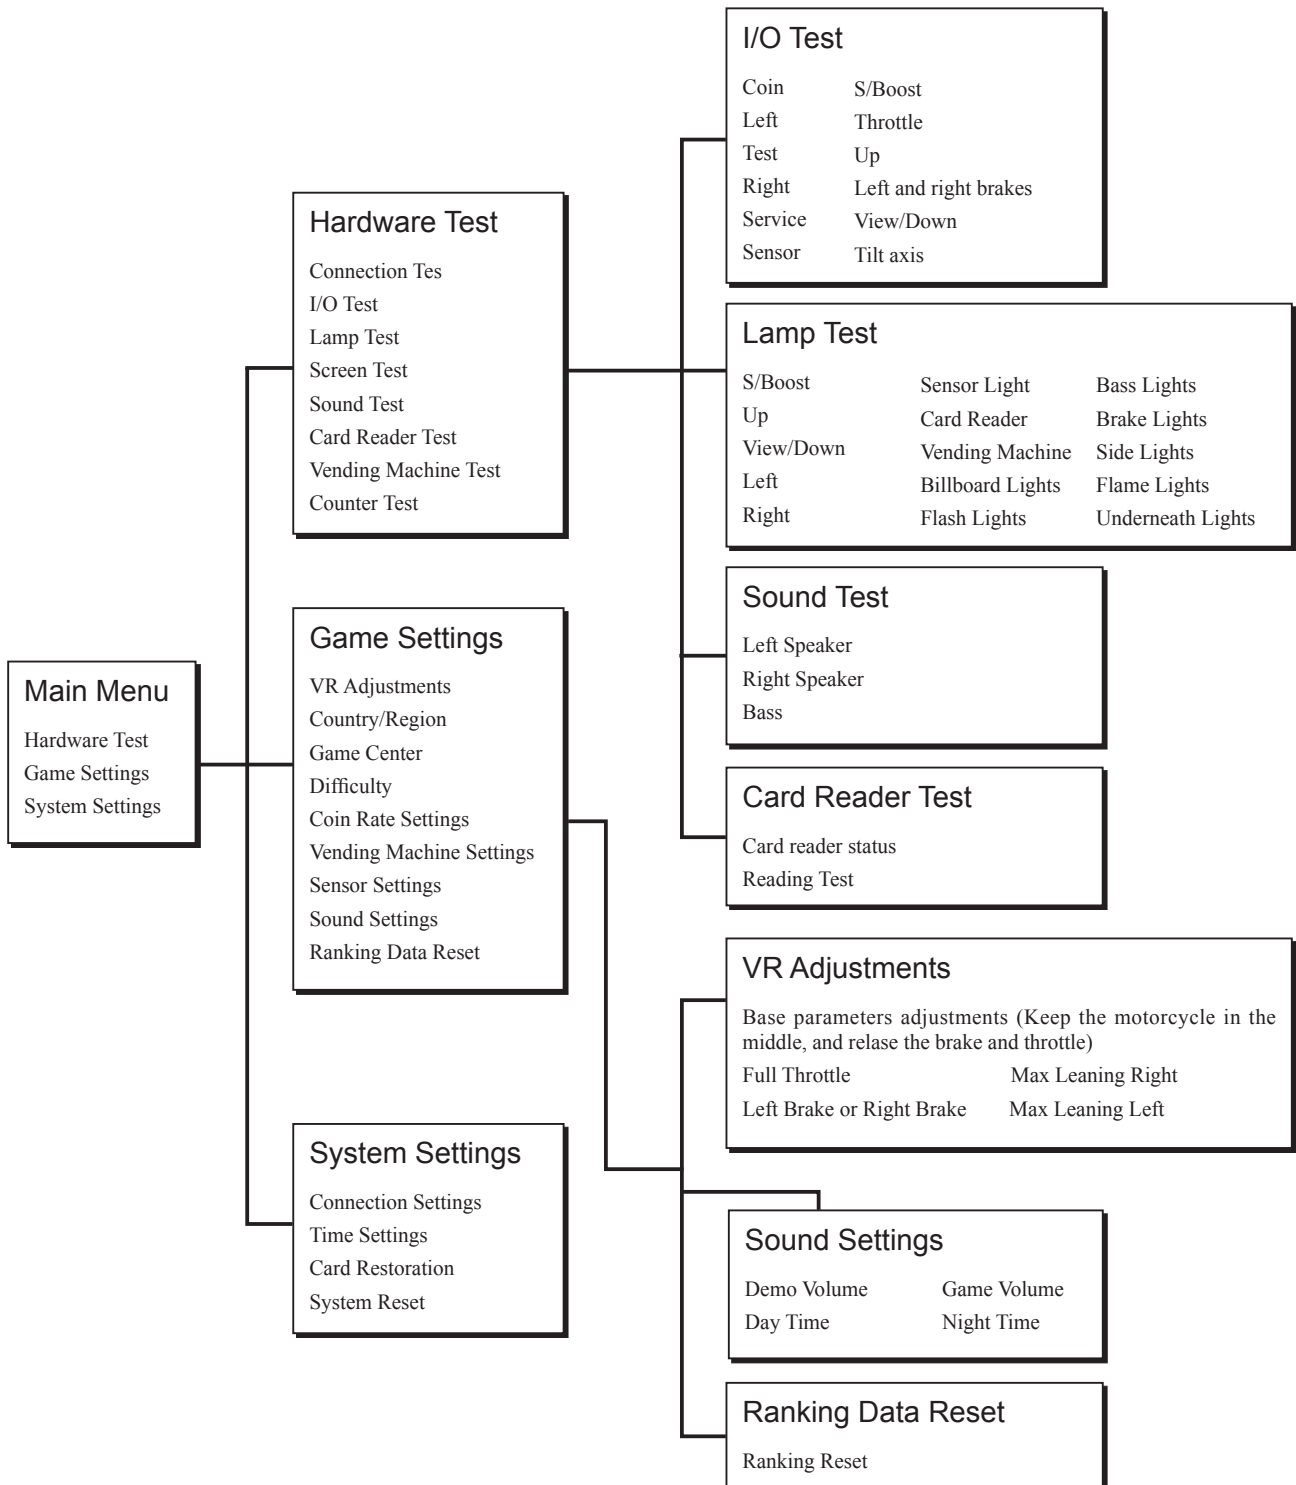 Main Menu
Hardware Test
Game Settings
System Settings
Hardware Test
Connection Tes
I/O Test
Lamp Test
Screen Test
Sound Test
Card Reader Test
Vending Machine Test
Counter Test
Game Settings
VR Adjustments
Country/Region
Game Center
Difficulty
Coin Rate Settings
Vending Machine Settings
Sensor Settings
Sound Settings
Ranking Data Reset
System Settings
Connection Settings
Time Settings
Card Restoration
System Reset
I/O Test
Coin S/Boost
Left Throttle
Test Up
Right Left and right brakes
Service View/Down
Sensor Tilt axis
Lamp Test
S/Boost Sensor Light Bass Lights
Up Card Reader Brake Lights
View/Down Vending Machine Side Lights
Left Billboard Lights Flame Lights
Right Flash Lights Underneath Lights
Sound Test
Left Speaker
Right Speaker
Bass
Card Reader Test
Card reader status
Reading Test
VR Adjustments
Base parameters adjustments (Keep the motorcycle in the
middle, and relase the brake and throttle)
Full Throttle Max Leaning Right
Left Brake or Right Brake Max Leaning Left
Sound Settings
Demo Volume Game Volume
Day Time Night Time
Ranking Data Reset
Ranking Reset